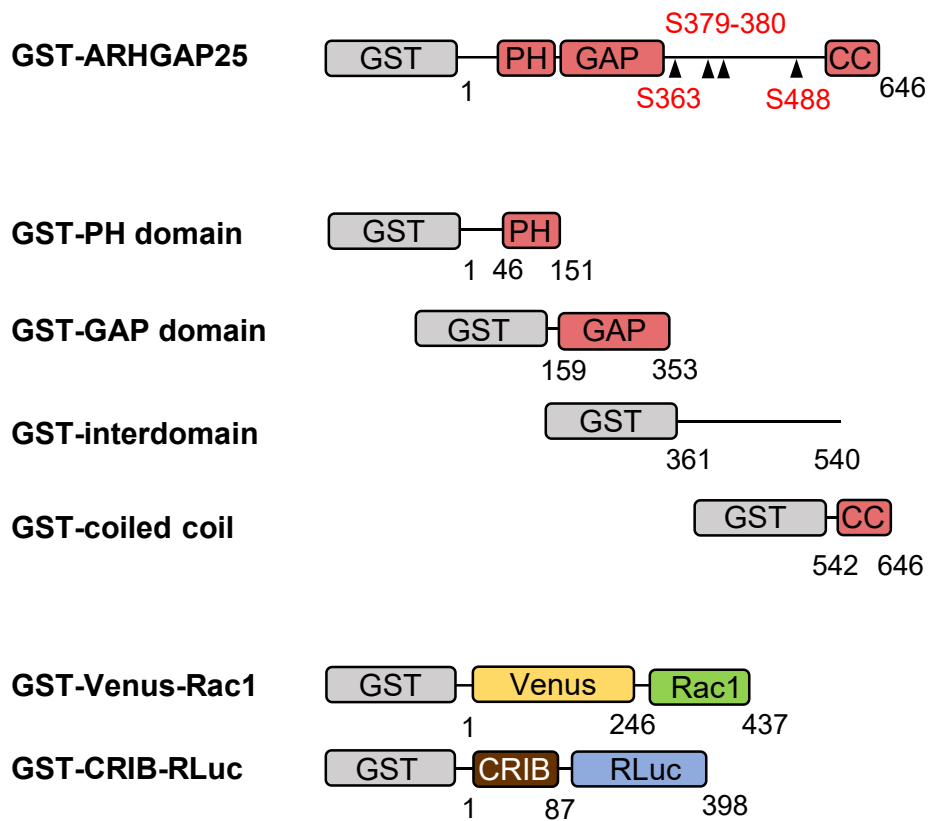 S379-380
GST-ARHGAP25 GST PH GAP CC
1 S363 S488 646
GST-PH domain GST PH
1 46 151
GST-GAP domain GST GAP
159 353
GST-interdomain GST
361 540
GST-coiled coil GST CC
542 646
GST-Venus-Rac1 GST Venus Rac1
1 246 437
GST-CRIB-RLuc GST CRIB RLuc
1 87 398